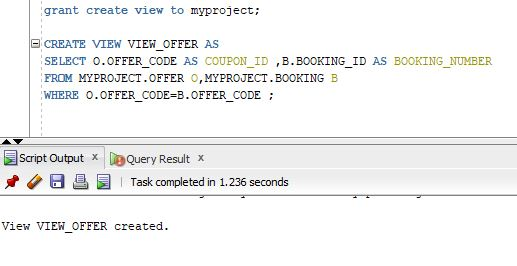 grant create view to myproject;
CREATE VIEW VIEW_OFFER AS
SELECT O.OFFER_CODE AS COUPON_ID ,B.BOOKING_ID AS BOOKING_NUMBER
FROM MYPROJECT.OFFER O,MYPROJECT.BOOKING B
WHERE O.OFFER_CODE=B.OFFER_CODE ;
Script Output x Query Result x
Task completed in 1.236 seconds
View VIEW_OFFER created.